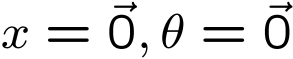 x = 0⃗, θ = 0⃗